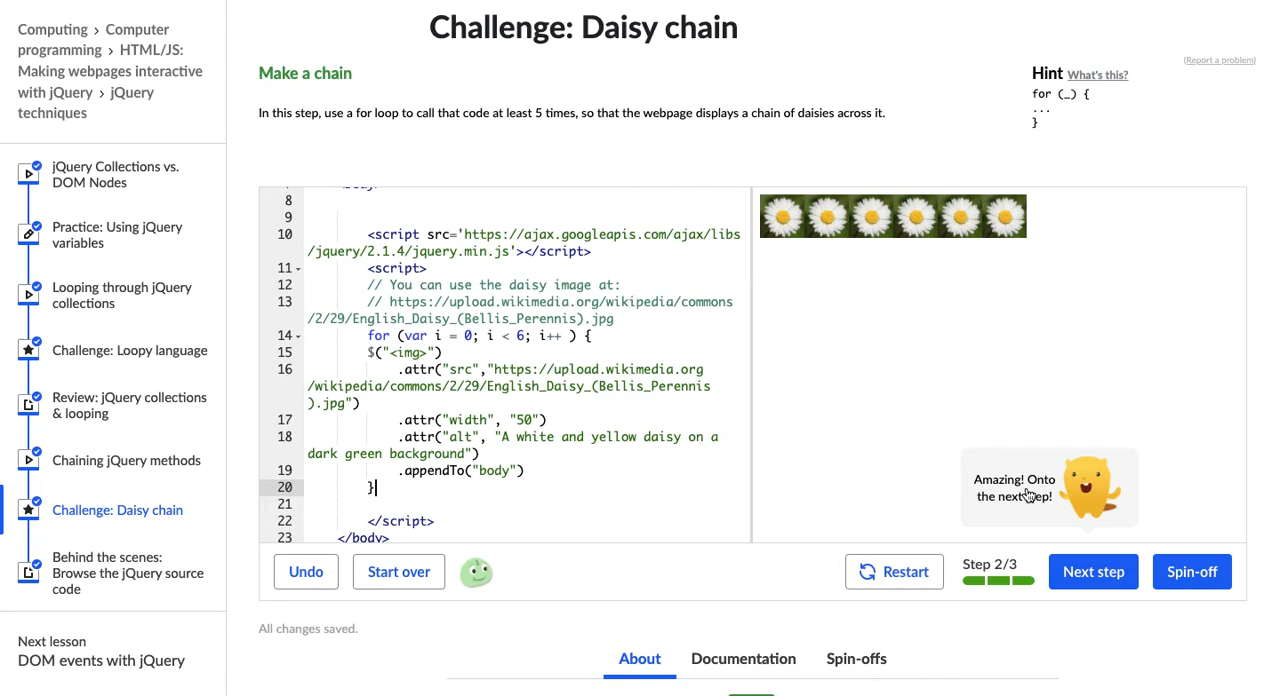 Computing › Computer
programming › HTML/JS:
Making webpages interactive
with jQuery › jQuery
techniques
jQuery Collections vs.
DOM Nodes
Practice: Using jQuery
variables
Looping through jQuery
collections
Challenge: Loopy language
Review: jQuery collections
& looping
Chaining jQuery methods
Challenge: Daisy chain
Behind the scenes:
Browse the jQuery source
code
Next lesson
DOM events with jQuery
Challenge: Daisy chain
Make a chain
In this step, use a for loop to call that code at least 5 times, so that the webpage displays a chain of daisies across it.
(Report a problem)
Hint What's this?
for (_) {
...
}
8
9
10 <script src='https://ajax.googleapis.com/ajax/libs
/jquery/2.1.4/jquery.min.js'></script>
11 <script>
12 // You can use the daisy image at:
13 // https://upload.wikimedia.org/wikipedia/commons
/2/29/English_Daisy_(Bellis_Perennis).jpg
14 for (var i = 0; i < 6; i++ ) {
15 $("<img>")
16 .attr("src","https://upload.wikimedia.org
/wikipedia/commons/2/29/English_Daisy_(Bellis_Perennis
).jpg")
17 .attr("width", "50")
18 .attr("alt", "A white and yellow daisy on a
dark green background")
19 .appendTo("body")
20 }
21
22 </script>
23 </body>
Amazing! Onto
the next step!
Undo
Start over
Restart
Step 2/3
Next step
Spin-off
All changes saved.
About
Documentation
Spin-offs